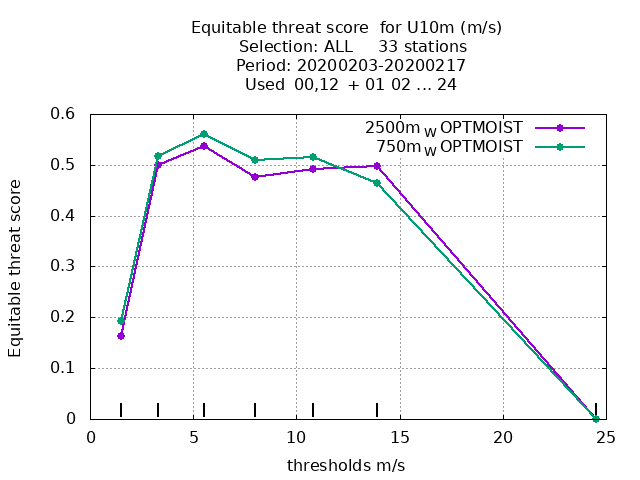 Equitable threat score  for U10m (m/s)
Selection: ALL     33 stations
Period: 20200203-20200217
Used  00,12  + 01 02 ... 24
2500m W OPTMOIST
750m W OPTMOIST
Equitable threat score
0.6
0.5
0.4
0.3
0.2
0.1
0
0 5 10 15 20 25
thresholds m/s